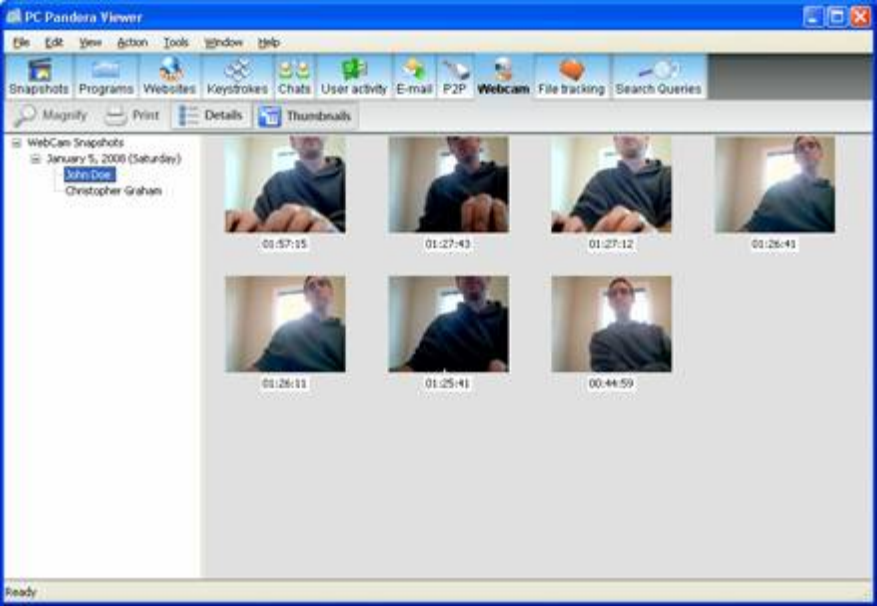 PC Pandora Viewer
File Edit View Action Tools Window Help
Snapshots Programs Websites Keystrokes Chats User activity E-mail P2P Webcam File tracking Search Queries
Magnify Print Details Thumbnails
WebCam Snapshots
January 5, 2008 (Saturday)
John Doe
Christopher Graham
01:57:15 01:27:43 01:27:12 01:26:41
01:26:11 01:25:41 00:44:59
Ready